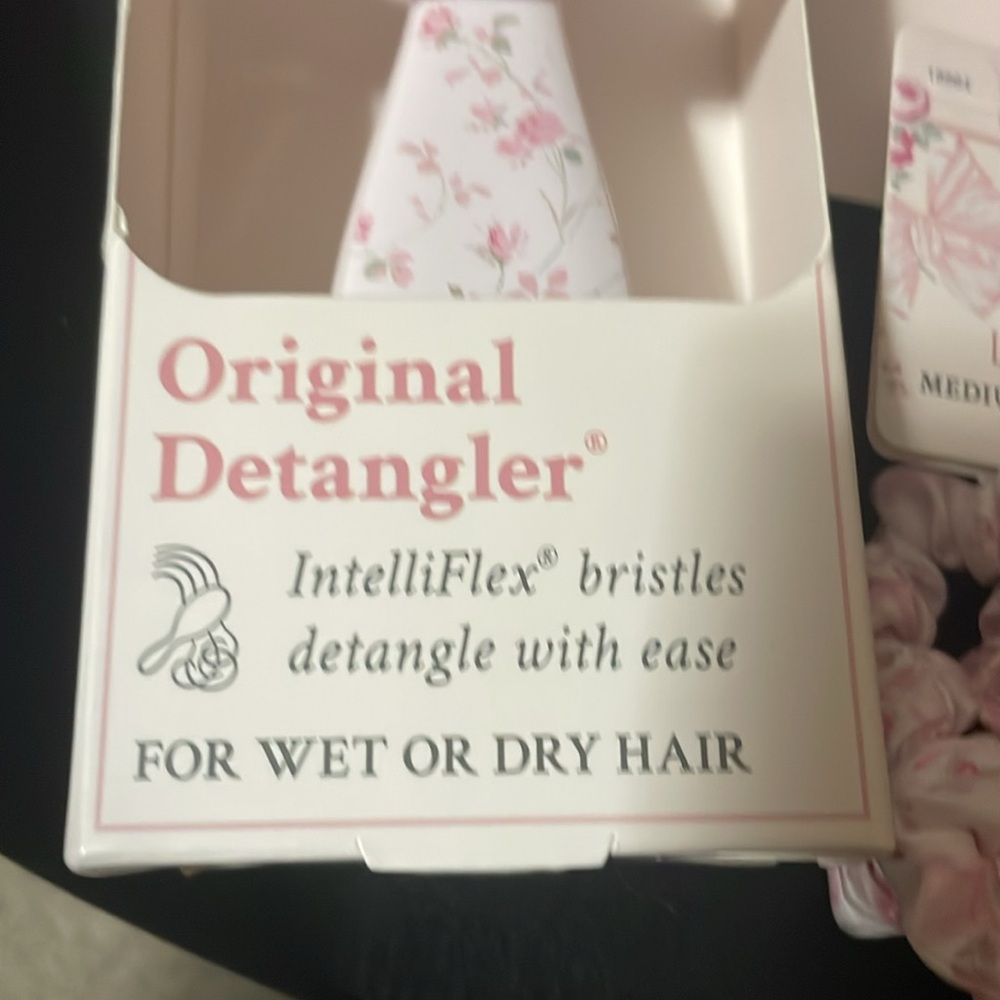 Original
Detangler®
IntelliFlex® bristles
detangle with ease
FOR WET OR DRY HAIR